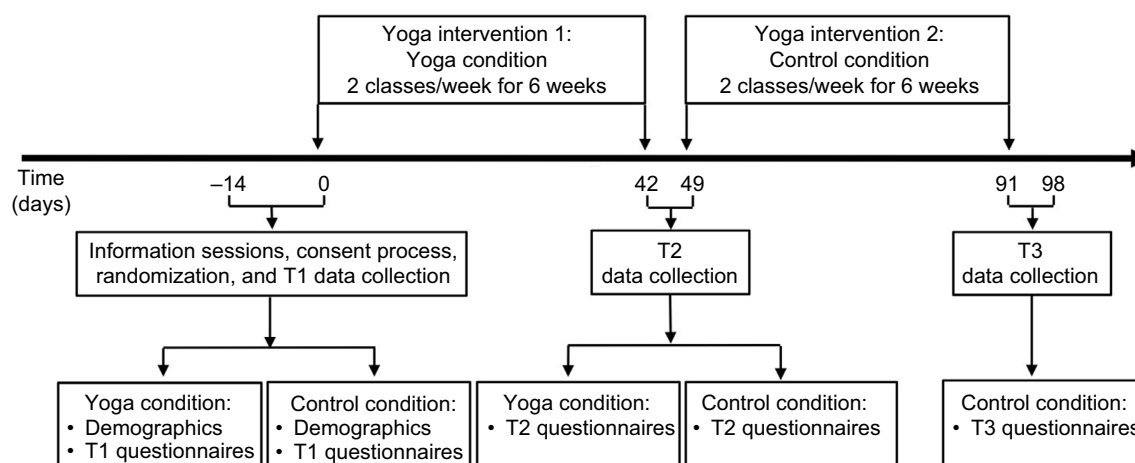 Yoga intervention 1:
Yoga condition
2 classes/week for 6 weeks
Yoga intervention 2:
Control condition
2 classes/week for 6 weeks
Time
(days)
–14
0
42
49
91
98
Information sessions, consent process,
randomization, and T1 data collection
T2
data collection
T3
data collection
Yoga condition:
• Demographics
• T1 questionnaires
Control condition:
• Demographics
• T1 questionnaires
Yoga condition:
• T2 questionnaires
Control condition:
• T2 questionnaires
Control condition:
• T3 questionnaires